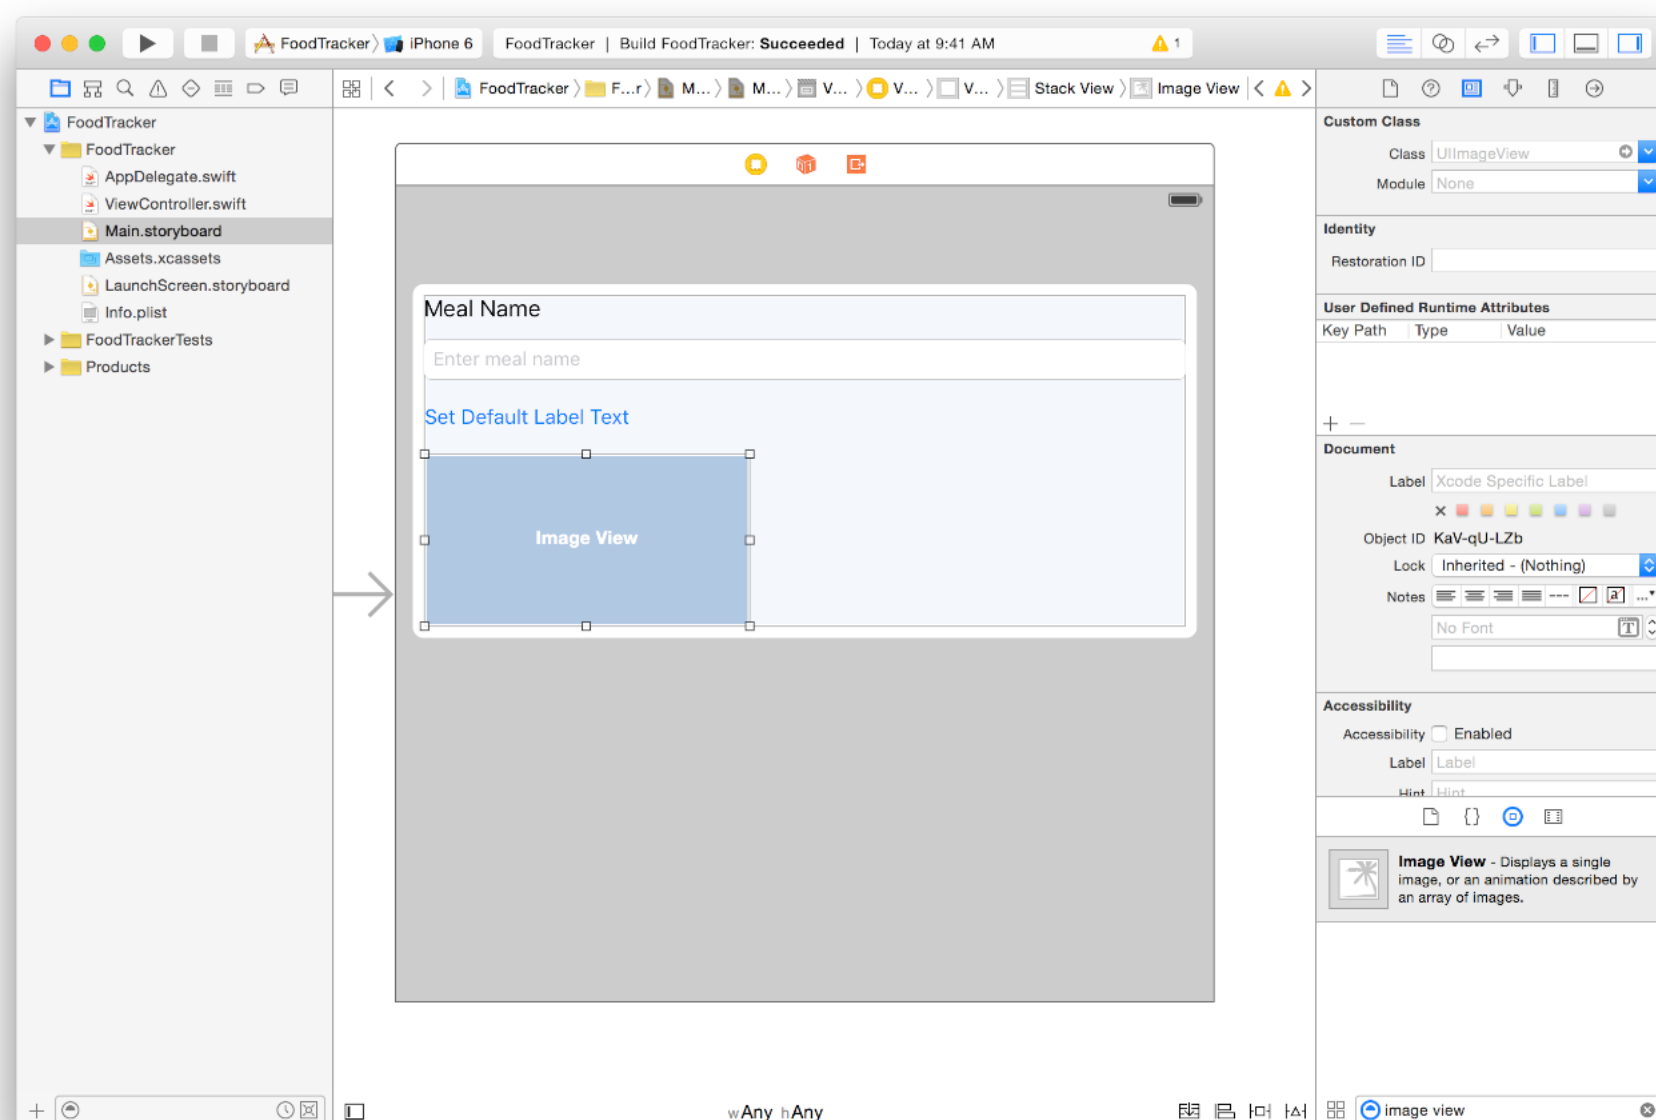 FoodTracker iPhone 6 FoodTracker | Build FoodTracker: Succeeded | Today at 9:41 AM 1
FoodTracker F...r M... M... V... V... V... Stack View Image View
FoodTracker
FoodTracker
AppDelegate.swift
ViewController.swift
Main.storyboard
Assets.xcassets
LaunchScreen.storyboard
Info.plist
FoodTrackerTests
Products
Meal Name
Enter meal name
Set Default Label Text
Image View
wAny hAny
Custom Class
Class UIImageView
Module None
Identity
Restoration ID
User Defined Runtime Attributes
Key Path Type Value
Document
Label Xcode Specific Label
Object ID KaV-qU-LZb
Lock Inherited - (Nothing)
Notes
No Font
Accessibility
Accessibility Enabled
Label Label
Hint Hint
Image View - Displays a single
image, or an animation described by
an array of images.
image view